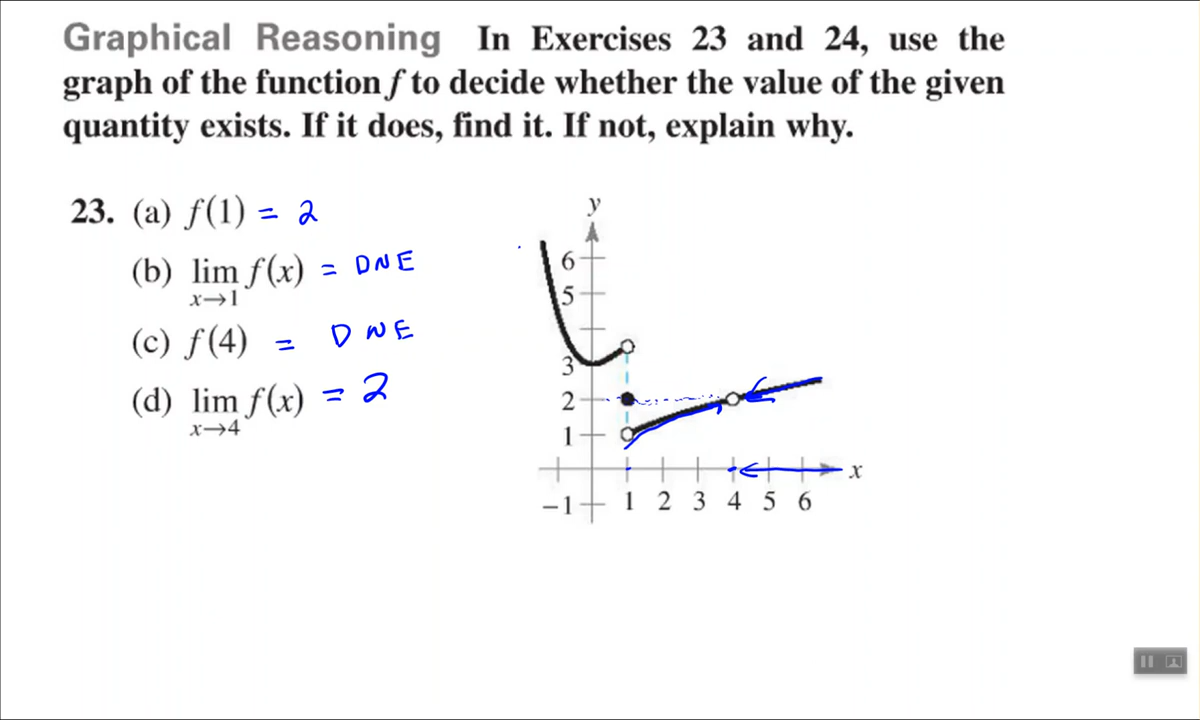 Graphical Reasoning In Exercises 23 and 24, use the
graph of the function f to decide whether the value of the given
quantity exists. If it does, find it. If not, explain why.
23. (a) f(1) = 2
(b) lim f(x) = DNE
x→1
(c) f(4) = DNE
(d) lim f(x) = 2
x→4
y
6
5
3
2
1
x
−1
1 2 3 4 5 6